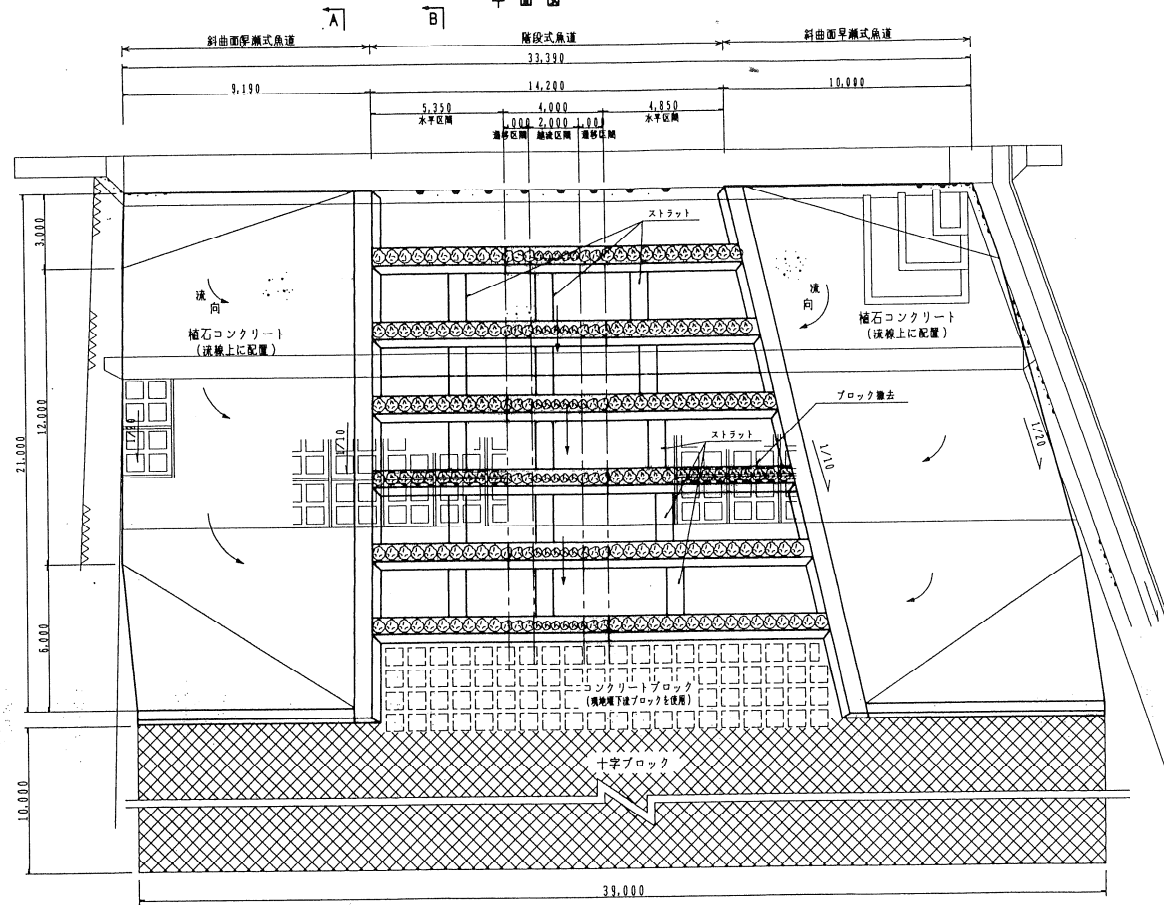 平面図
A
B
斜曲面早瀬式魚道
階段式魚道
斜曲面早瀬式魚道
33,390
9,190
14,200
10,000
5,350
4,000
4,850
水平区間
水平区間
1,000
2,000
1,000
遷移区間
越流区間
遷移区間
ストラット
3,000
流向
植石コンクリート
(流線上に配置)
流向
植石コンクリート
(流線上に配置)
ブロック撤去
12,000
21,000
1/20
1/10
ストラット
1/10
1/20
6,000
コンクリートブロック
(現地堰下流ブロックを使用)
十字ブロック
10,000
39,000